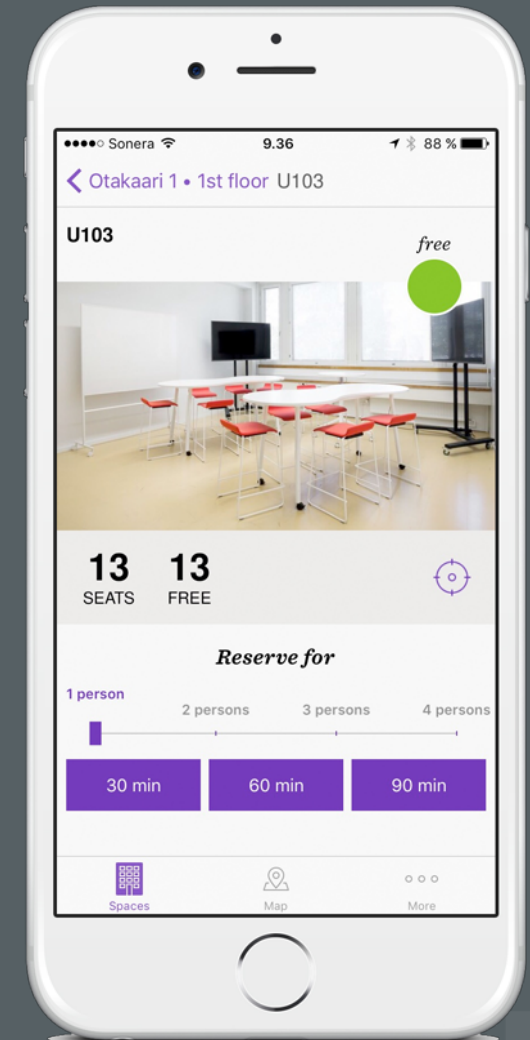 Sonera 9.36 88 %
Otakaari 1 • 1st floor U103
U103
free
13 13
SEATS FREE
Reserve for
1 person 2 persons 3 persons 4 persons
30 min 60 min 90 min
Spaces Map More